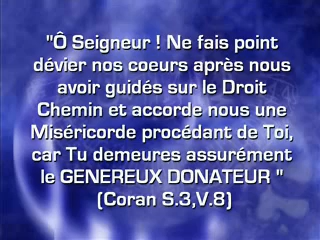 "Ô Seigneur ! Ne fais point
dévier nos coeurs après nous
avoir guidés sur le Droit
Chemin et accorde nous une
Miséricorde procédant de Toi,
car Tu demeures assurément
le GENEREUX DONATEUR "
(Coran S.3,V.8)